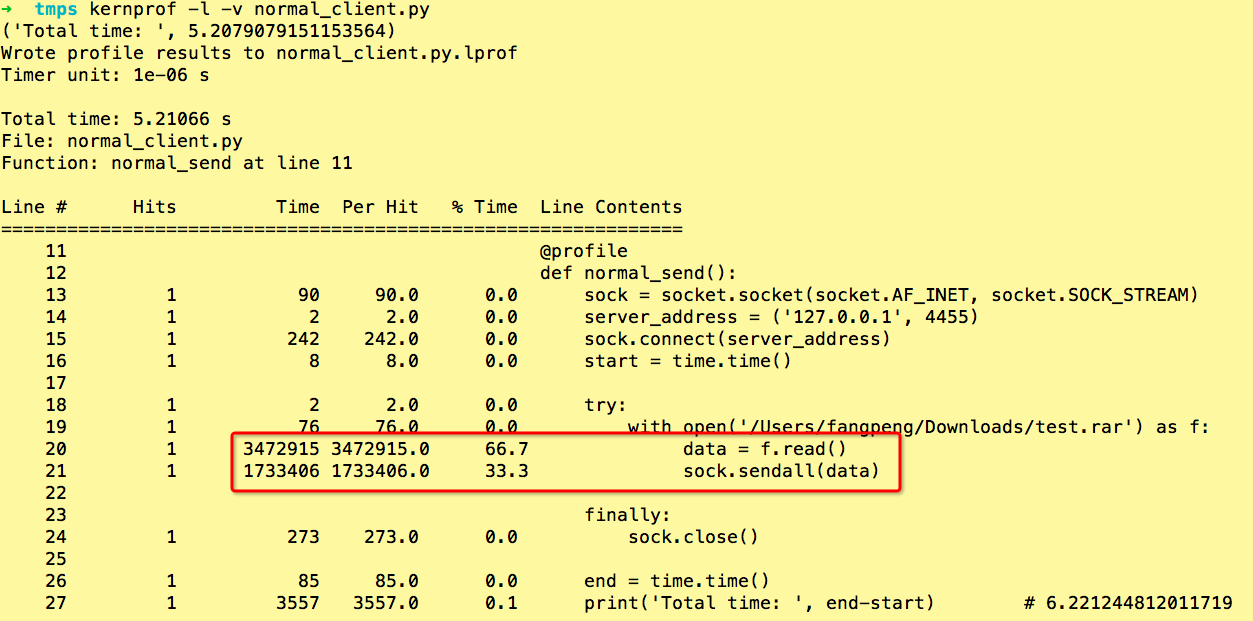 → tmps kernprof -l -v normal_client.py
('Total time: ', 5.2079079151153564)
Wrote profile results to normal_client.py.lprof
Timer unit: 1e-06 s

Total time: 5.21066 s
File: normal_client.py
Function: normal_send at line 11

Line #      Hits         Time  Per Hit   % Time  Line Contents
==============================================================
    11                                           @profile
    12                                           def normal_send():
    13         1           90     90.0      0.0      sock = socket.socket(socket.AF_INET, socket.SOCK_STREAM)
    14         1            2      2.0      0.0      server_address = ('127.0.0.1', 4455)
    15         1          242    242.0      0.0      sock.connect(server_address)
    16         1            8      8.0      0.0      start = time.time()
    17
    18         1            2      2.0      0.0      try:
    19         1           76     76.0      0.0          with open('/Users/fangpeng/Downloads/test.rar') as f:
    20         1      3472915 3472915.0     66.7              data = f.read()
    21         1      1733406 1733406.0     33.3              sock.sendall(data)
    22
    23                                               finally:
    24         1          273    273.0      0.0          sock.close()
    25
    26         1           85     85.0      0.0      end = time.time()
    27         1         3557   3557.0      0.1      print('Total time: ', end-start)        # 6.221244812011719